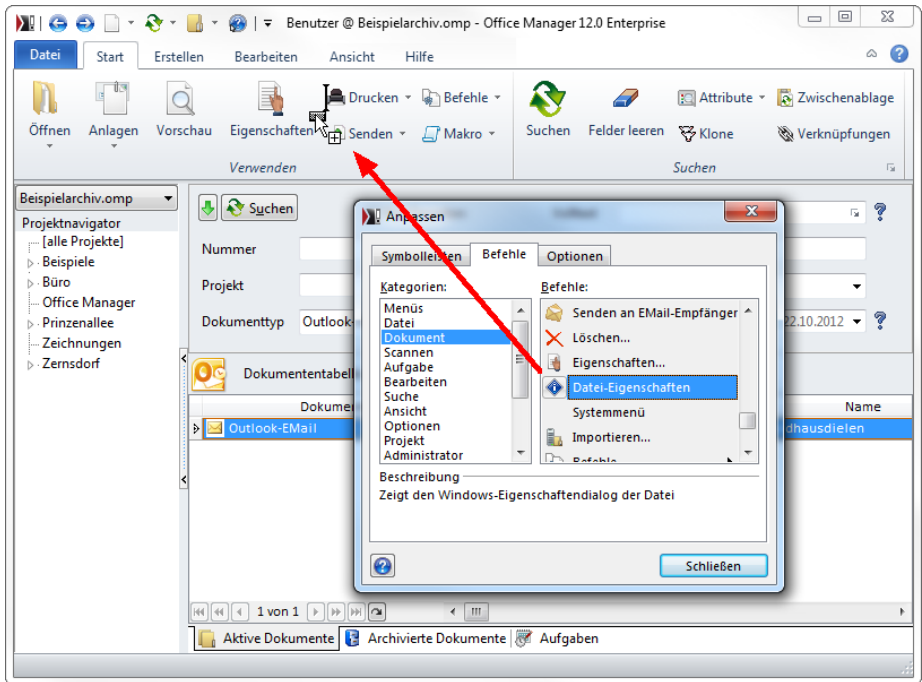 Benutzer @ Beispielarchiv.omp - Office Manager 12.0 Enterprise
Datei Start Erstellen Bearbeiten Ansicht Hilfe
Drucken Befehle Attribute Zwischenablage
Öffnen Anlagen Vorschau Eigenschaften Senden Makro Suchen Felder leeren Klone Verknüpfungen
Verwenden Suchen
Beispielarchiv.omp
Projektnavigator
[alle Projekte]
Beispiele
Büro
Office Manager
Prinzenallee
Zeichnungen
Zernsdorf
Suchen
Nummer
Projekt
Dokumenttyp Outlook- 22.10.2012
Dokumententabell
Dokume Name
Outlook-EMail dhausdielen
Anpassen
Symbolleisten Befehle Optionen
Kategorien:
Menüs
Datei
Dokument
Scannen
Aufgabe
Bearbeiten
Suche
Ansicht
Optionen
Projekt
Administrator
Befehle:
Senden an EMail-Empfänger
Löschen...
Eigenschaften...
Datei-Eigenschaften
Systemmenü
Importieren...
Befehle
Beschreibung
Zeigt den Windows-Eigenschaftendialog der Datei
Schließen
1 von 1
Aktive Dokumente Archivierte Dokumente Aufgaben